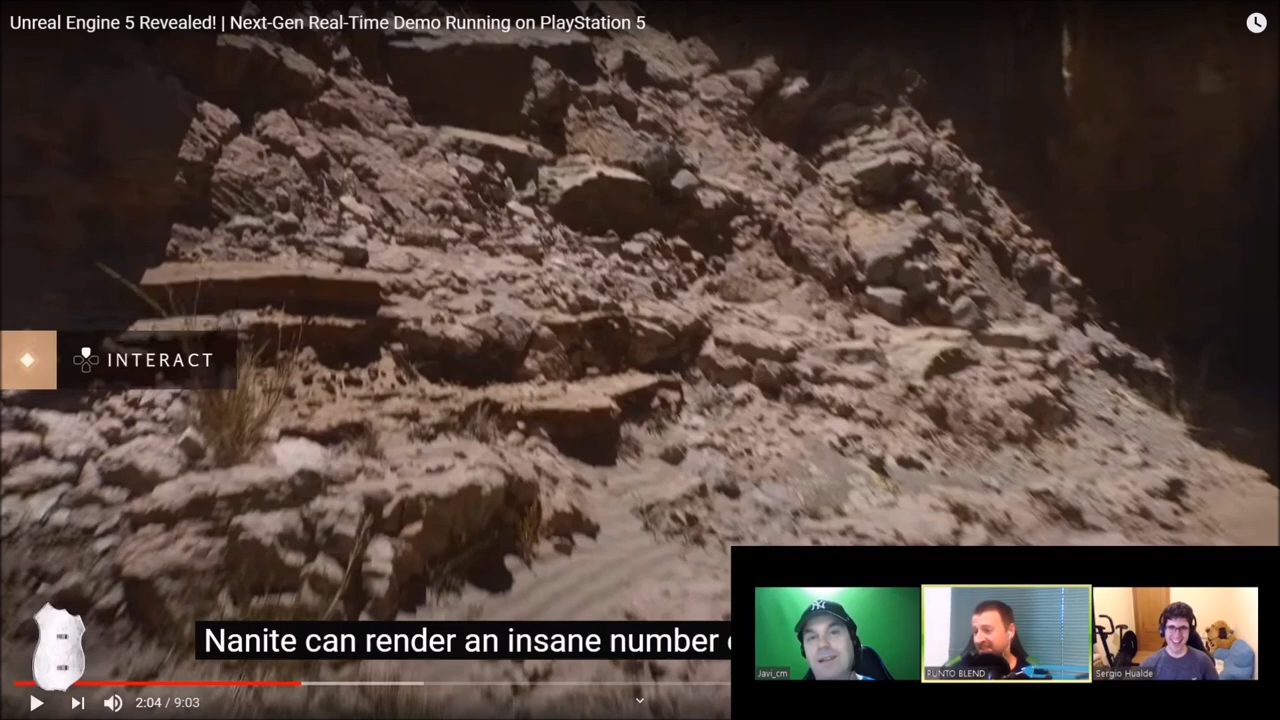 Unreal Engine 5 Revealed! | Next-Gen Real-Time Demo Running on PlayStation 5
INTERACT
Nanite can render an insane number
2:04 / 9:03
Javi_cm
PUNTO BLEND
Sergio Hualde